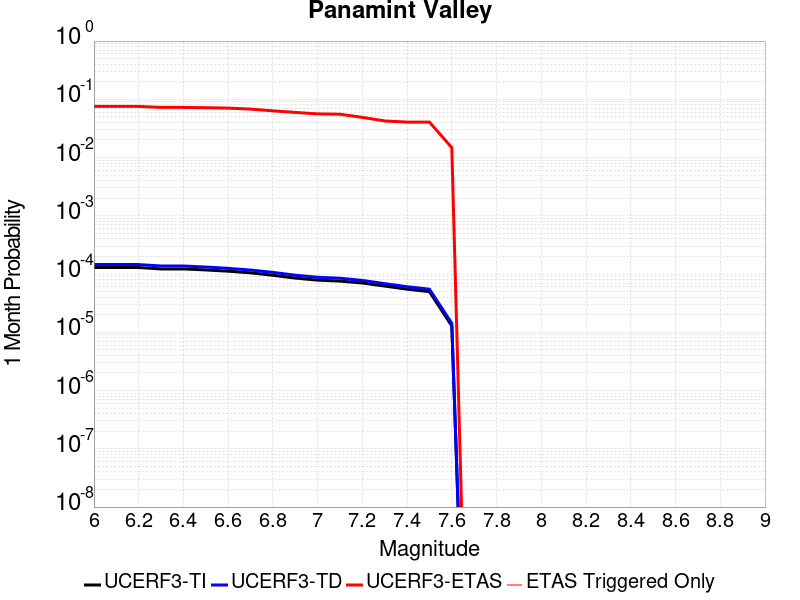 Panamint Valley
10^0
10^-1
10^-2
10^-3
10^-4
10^-5
10^-6
10^-7
10^-8
1 Month Probability
6 6.2 6.4 6.6 6.8 7 7.2 7.4 7.6 7.8 8 8.2 8.4 8.6 8.8 9
Magnitude
UCERF3-TI UCERF3-TD UCERF3-ETAS ETAS Triggered Only